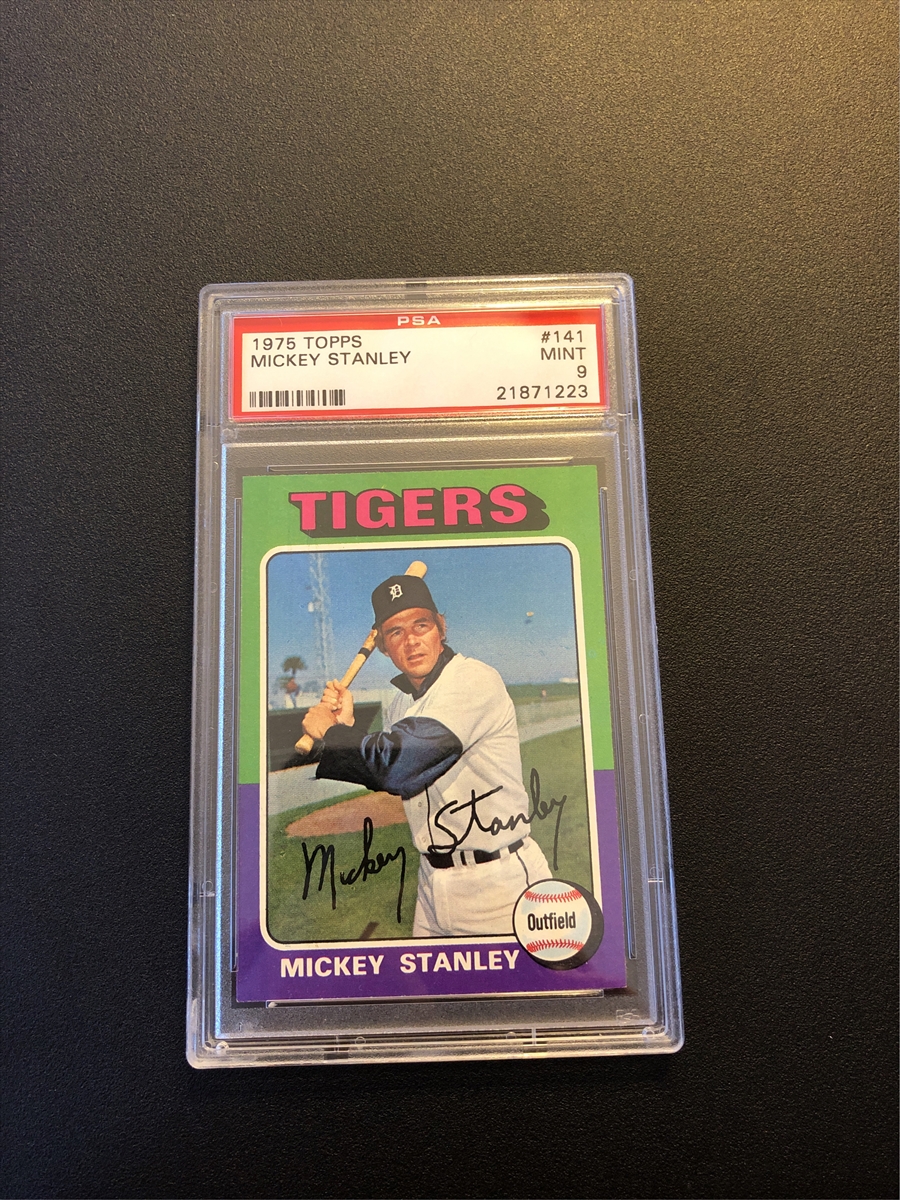 PSA
1975 TOPPS #141
MICKEY STANLEY MINT
9
21871223
TIGERS
D
Mickey Stanley
Outfield
MICKEY STANLEY